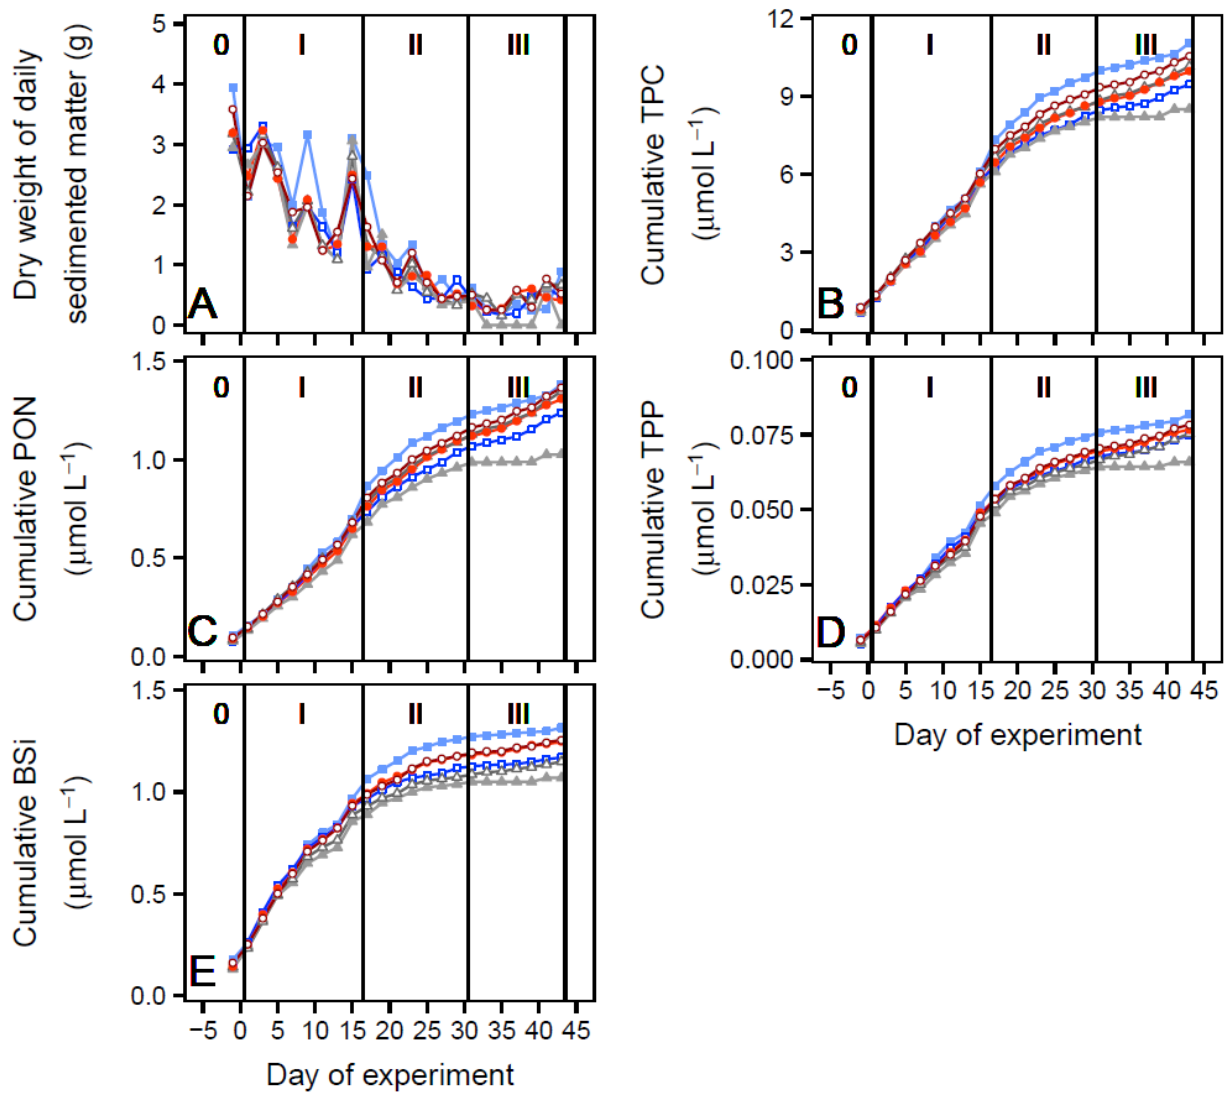 Dry weight of daily
sedimented matter (g)
5
4
3
2
1
0
0
I
II
III
A
Cumulative TPC
(μmol L⁻¹)
12
9
6
3
0
0
I
II
III
B
Cumulative PON
(μmol L⁻¹)
1.5
1.0
0.5
0.0
0
I
II
III
C
Cumulative TPP
(μmol L⁻¹)
0.100
0.075
0.050
0.025
0.000
0
I
II
III
D
−5 0 5 10 15 20 25 30 35 40 45
Day of experiment
Cumulative BSi
(μmol L⁻¹)
1.5
1.0
0.5
0.0
0
I
II
III
E
−5 0 5 10 15 20 25 30 35 40 45
Day of experiment